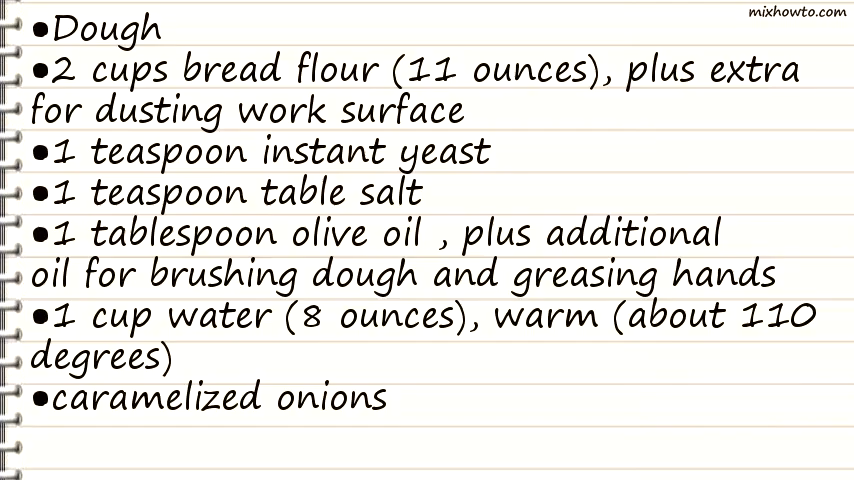 mixhowto.com
•Dough
•2 cups bread flour (11 ounces), plus extra
for dusting work surface
•1 teaspoon instant yeast
•1 teaspoon table salt
•1 tablespoon olive oil , plus additional
oil for brushing dough and greasing hands
•1 cup water (8 ounces), warm (about 110
degrees)
•caramelized onions